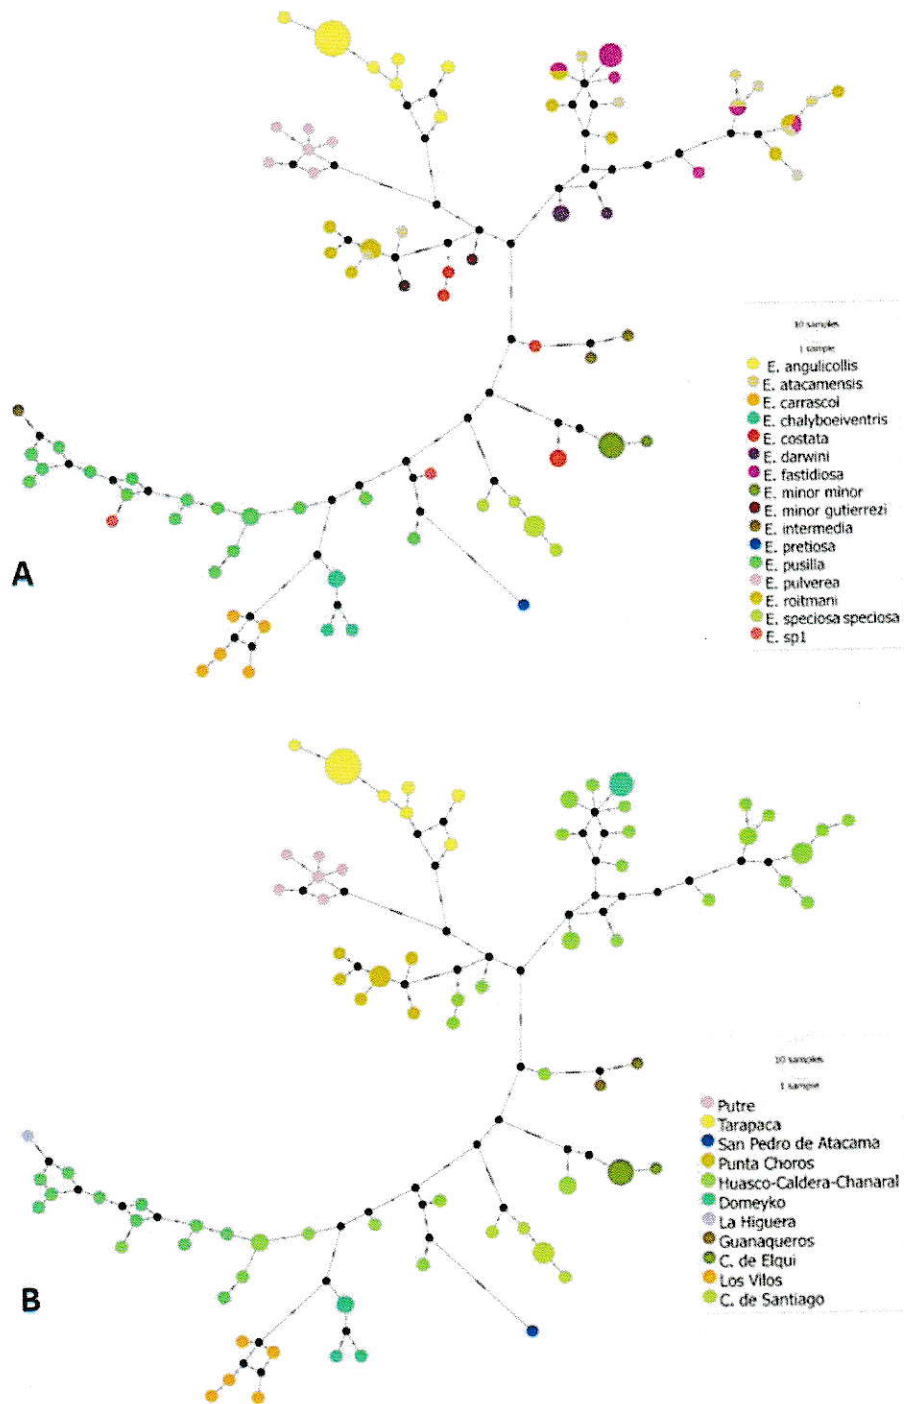 10 samples
1 sample
E. angulicollis
E. atacamensis
E. carrascoi
E. chalyboeiventris
E. costata
E. darwini
E. fastidiosa
E. minor minor
E. minor gutierrezi
E. intermedia
E. pretiosa
E. pusilla
E. pulverea
E. roitmani
E. speciosa speciosa
E. sp1
A
10 samples
1 sample
Putre
Tarapaca
San Pedro de Atacama
Punta Choros
Huasco-Caldera-Chanaral
Domeyko
La Higuera
Guanaqueros
C. de Elqui
Los Vilos
C. de Santiago
B